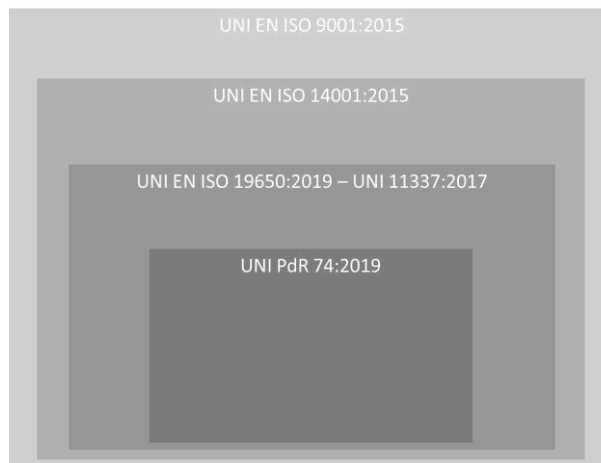 UNI EN ISO 9001:2015
UNI EN ISO 14001:2015
UNI EN ISO 19650:2019 – UNI 11337:2017
UNI PdR 74:2019